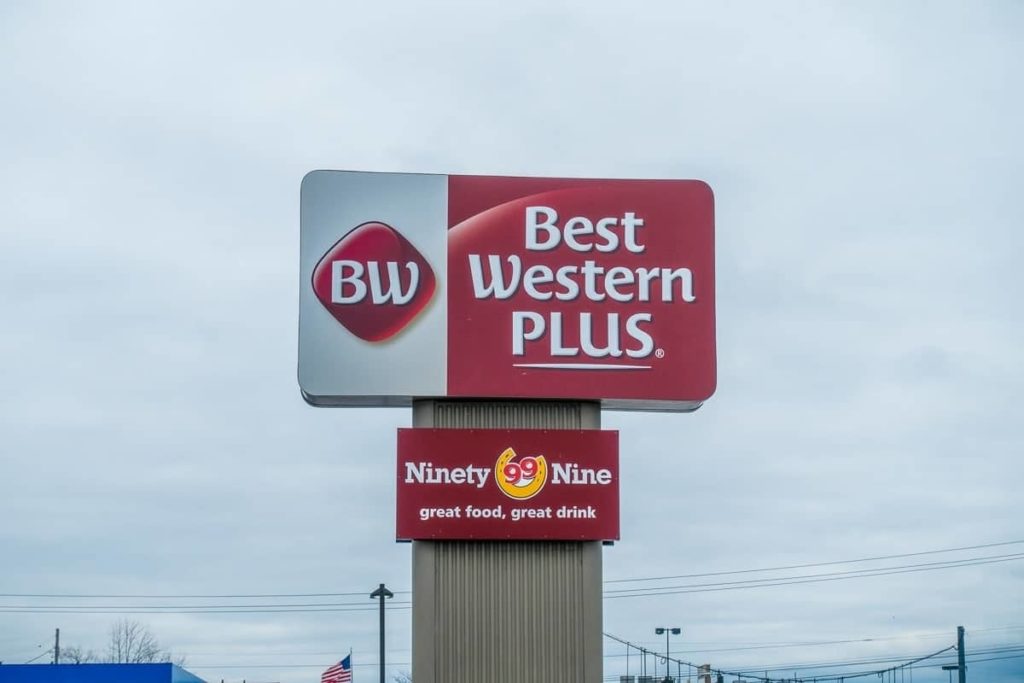 BW
Best
Western
PLUS®
Ninety 99 Nine
great food, great drink